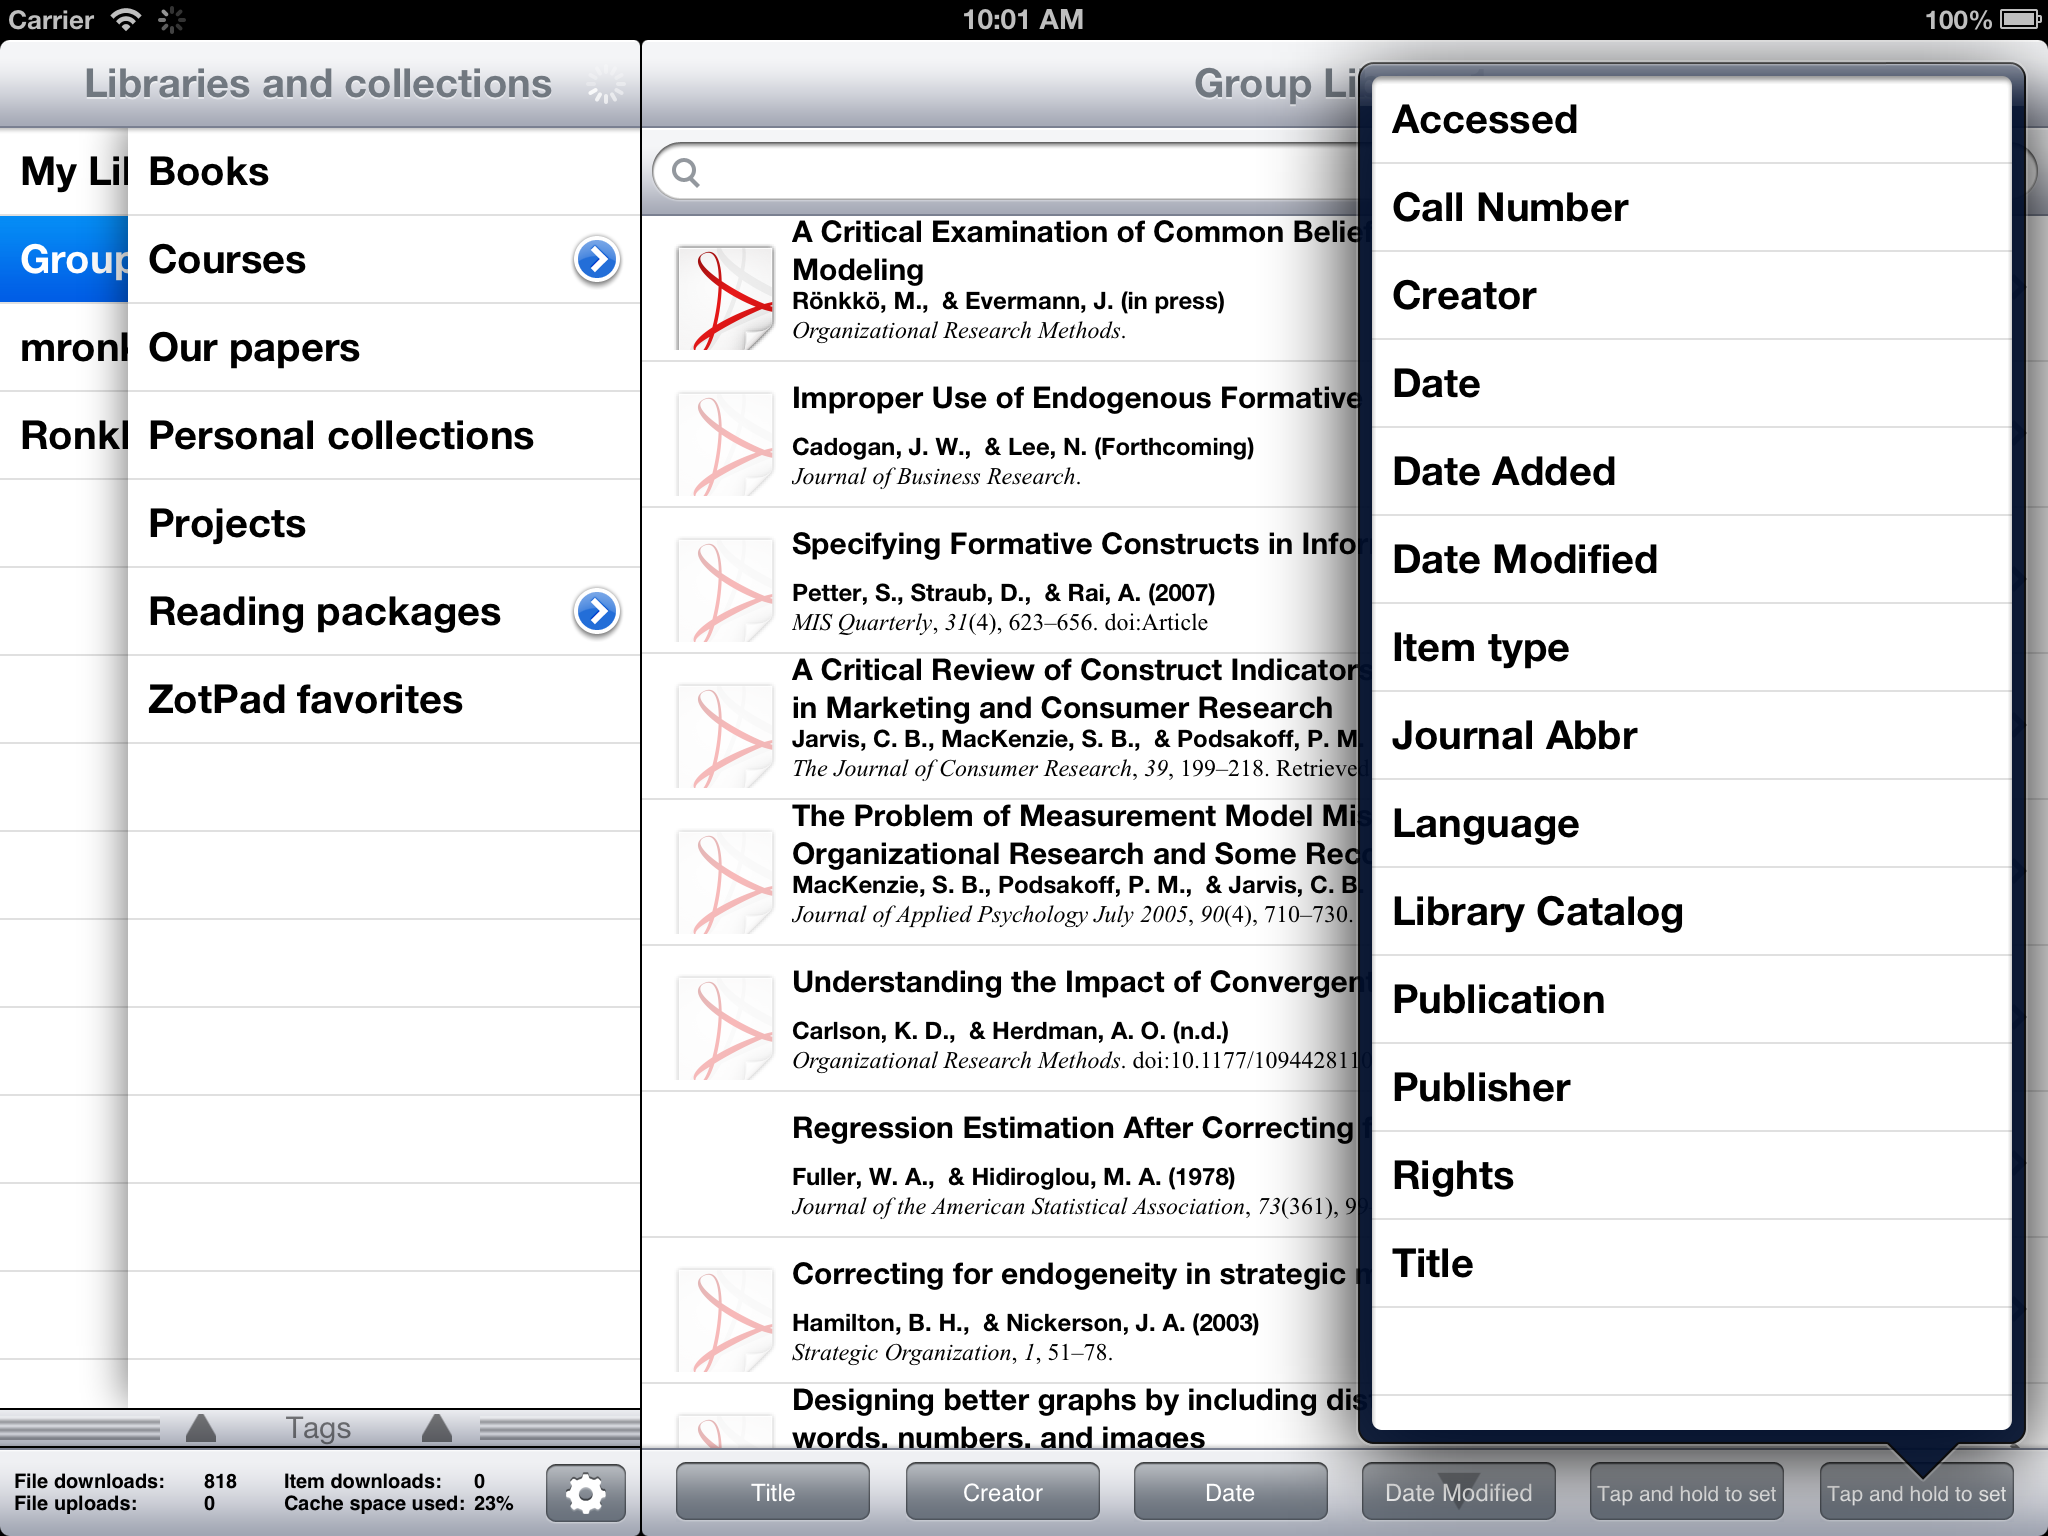 Carrier
10:01 AM
100%
Libraries and collections
My Li
Group
mronk
Ronk
Books
Courses
Our papers
Personal collections
Projects
Reading packages
ZotPad favorites
Tags
File downloads: 818
File uploads: 0
Item downloads: 0
Cache space used: 23%
Group Li
A Critical Examination of Common Belief
Modeling
Rönkkö, M., & Evermann, J. (in press)
Organizational Research Methods.
Improper Use of Endogenous Formative
Cadogan, J. W., & Lee, N. (Forthcoming)
Journal of Business Research.
Specifying Formative Constructs in Infor
Petter, S., Straub, D., & Rai, A. (2007)
MIS Quarterly, 31(4), 623–656. doi:Article
A Critical Review of Construct Indicators
in Marketing and Consumer Research
Jarvis, C. B., MacKenzie, S. B., & Podsakoff, P. M.
The Journal of Consumer Research, 39, 199–218. Retrieved
The Problem of Measurement Model Mis
Organizational Research and Some Reco
MacKenzie, S. B., Podsakoff, P. M., & Jarvis, C. B.
Journal of Applied Psychology July 2005, 90(4), 710–730.
Understanding the Impact of Convergent
Carlson, K. D., & Herdman, A. O. (n.d.)
Organizational Research Methods. doi:10.1177/1094428110
Regression Estimation After Correcting f
Fuller, W. A., & Hidiroglou, M. A. (1978)
Journal of the American Statistical Association, 73(361), 99
Correcting for endogeneity in strategic m
Hamilton, B. H., & Nickerson, J. A. (2003)
Strategic Organization, 1, 51–78.
Designing better graphs by including dis
words, numbers, and images
Accessed
Call Number
Creator
Date
Date Added
Date Modified
Item type
Journal Abbr
Language
Library Catalog
Publication
Publisher
Rights
Title
Title
Creator
Date
Date Modified
Tap and hold to set
Tap and hold to set